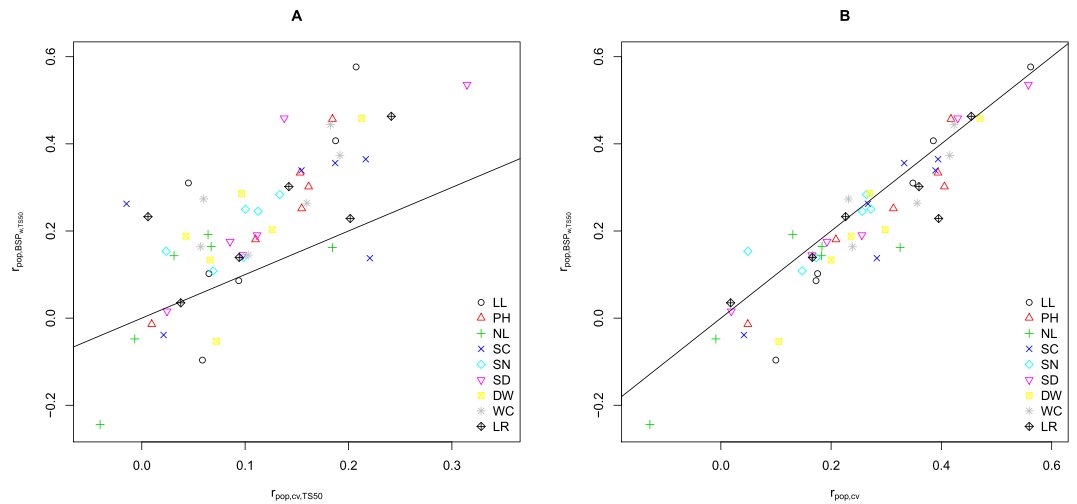 A
r_pop,BSP_w,TS50
0.6
0.4
0.2
0.0
−0.2
0.0 0.1 0.2 0.3
r_pop,cv,TS50
LL
PH
NL
SC
SN
SD
DW
WC
LR
B
r_pop,BSP_w,TS50
0.6
0.4
0.2
0.0
−0.2
0.0 0.2 0.4 0.6
r_pop,cv
LL
PH
NL
SC
SN
SD
DW
WC
LR